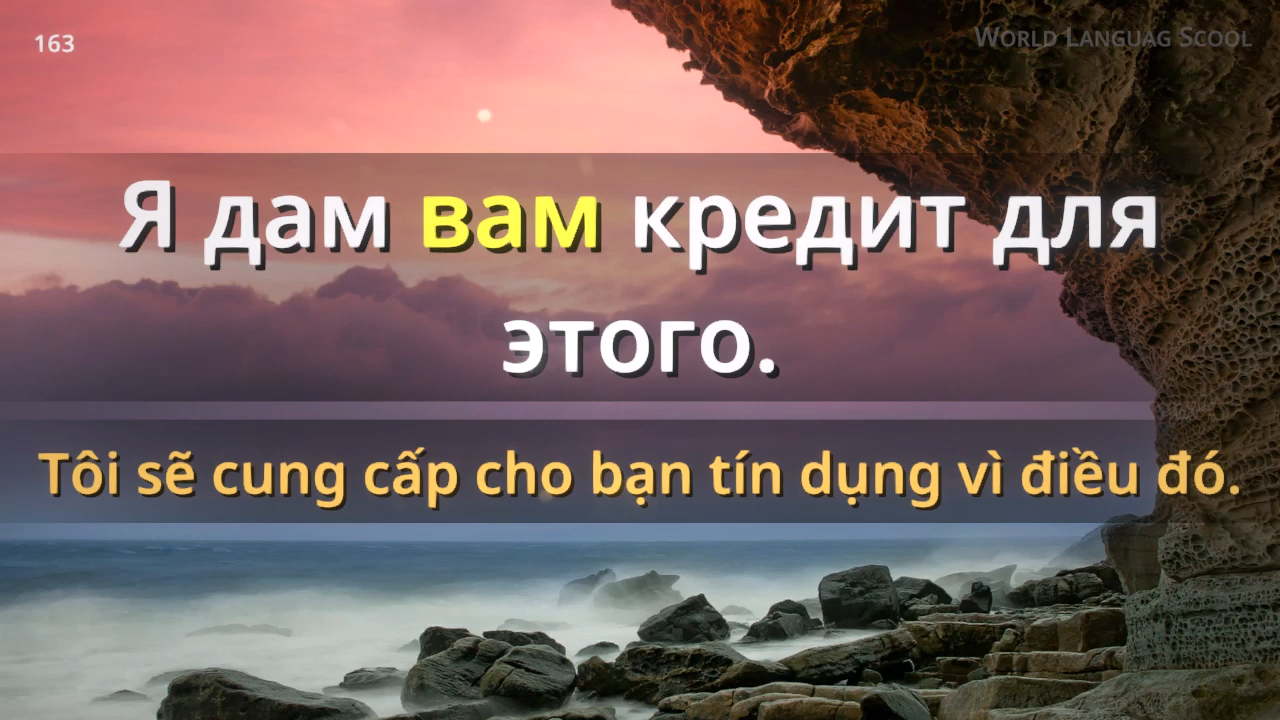 163
WORLD LANGUAG SCOOL
Я дам вам кредит для
этого.
Tôi sẽ cung cấp cho bạn tín dụng vì điều đó.